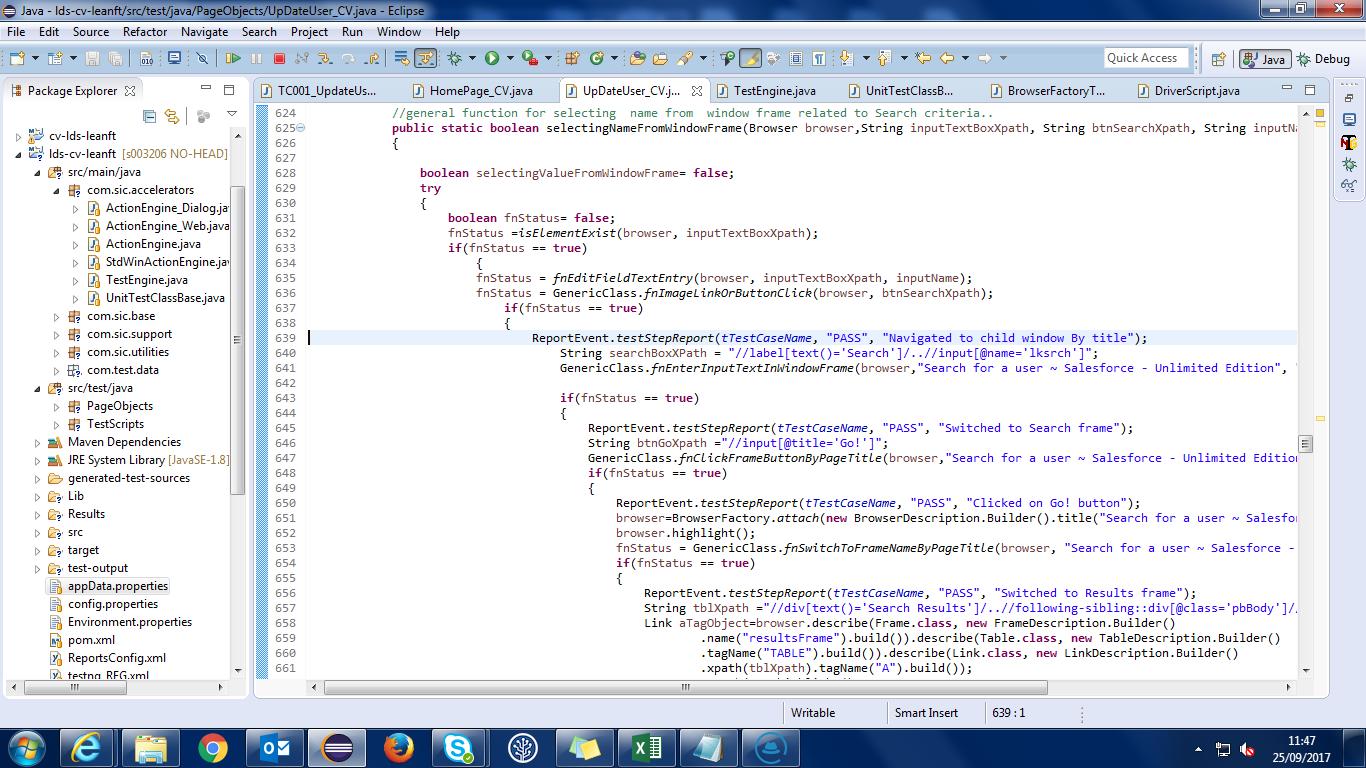 Java - lds-cv-leanft/src/test/java/PageObjects/UpDateUser_CV.java - Eclipse
File Edit Source Refactor Navigate Search Project Run Window Help
Quick Access
Java
Debug
Package Explorer
TC001_UpdateUs...
HomePage_CV.java
UpDateUser_CV.j...
TestEngine.java
UnitTestClassB...
BrowserFactoryT...
DriverScript.java
cv-lds-leanft
lds-cv-leanft [s003206 NO-HEAD]
src/main/java
com.sic.accelerators
ActionEngine_Dialog.ja
ActionEngine_Web.java
ActionEngine.java
StdWinActionEngine.jav
TestEngine.java
UnitTestClassBase.java
com.sic.base
com.sic.support
com.sic.utilities
com.test.data
src/test/java
PageObjects
TestScripts
Maven Dependencies
JRE System Library [JavaSE-1.8]
generated-test-sources
Lib
Results
src
target
test-output
appData.properties
config.properties
Environment.properties
pom.xml
ReportsConfig.xml
testng_REG.xml
624 //general function for selecting name from window frame related to Search criteria..
625 public static boolean selectingNameFromWindowFrame(Browser browser,String inputTextBoxXpath, String btnSearchXpath, String inputNa
626 {
627
628 boolean selectingValueFromWindowFrame= false;
629 try
630 {
631 boolean fnStatus= false;
632 fnStatus =isElementExist(browser, inputTextBoxXpath);
633 if(fnStatus == true)
634 {
635 fnStatus = fnEditFieldTextEntry(browser, inputTextBoxXpath, inputName);
636 fnStatus = GenericClass.fnImageLinkOrButtonClick(browser, btnSearchXpath);
637 if(fnStatus == true)
638 {
639 ReportEvent.testStepReport(tTestCaseName, "PASS", "Navigated to child window By title");
640 String searchBoxXPath = "//label[text()='Search']/..//input[@name='lksrch']";
641 GenericClass.fnEnterInputTextInWindowFrame(browser,"Search for a user ~ Salesforce - Unlimited Edition", "
642
643 if(fnStatus == true)
644 {
645 ReportEvent.testStepReport(tTestCaseName, "PASS", "Switched to Search frame");
646 String btnGoXpath ="//input[@title='Go!']";
647 GenericClass.fnClickFrameButtonByPageTitle(browser,"Search for a user ~ Salesforce - Unlimited Edition
648 if(fnStatus == true)
649 {
650 ReportEvent.testStepReport(tTestCaseName, "PASS", "Clicked on Go! button");
651 browser=BrowserFactory.attach(new BrowserDescription.Builder().title("Search for a user ~ Salesfor
652 browser.highlight();
653 fnStatus = GenericClass.fnSwitchToFrameNameByPageTitle(browser, "Search for a user ~ Salesforce -
654 if(fnStatus == true)
655 {
656 ReportEvent.testStepReport(tTestCaseName, "PASS", "Switched to Results frame");
657 String tblXpath ="//div[text()='Search Results']/..//following-sibling::div[@class='pbBody']/
658 Link aTagObject=browser.describe(Frame.class, new FrameDescription.Builder()
659 .name("resultsFrame").build()).describe(Table.class, new TableDescription.Builder()
660 .tagName("TABLE").build()).describe(Link.class, new LinkDescription.Builder()
661 .xpath(tblXpath).tagName("A").build());
Writable
Smart Insert
639 : 1
11:47
25/09/2017